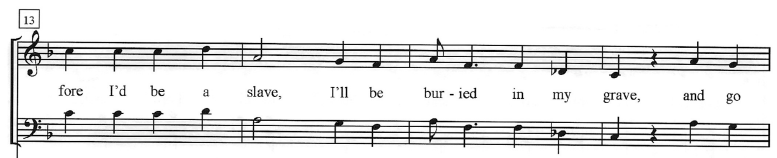 13
fore I'd be a slave, I'll be bur - ied in my grave, and go